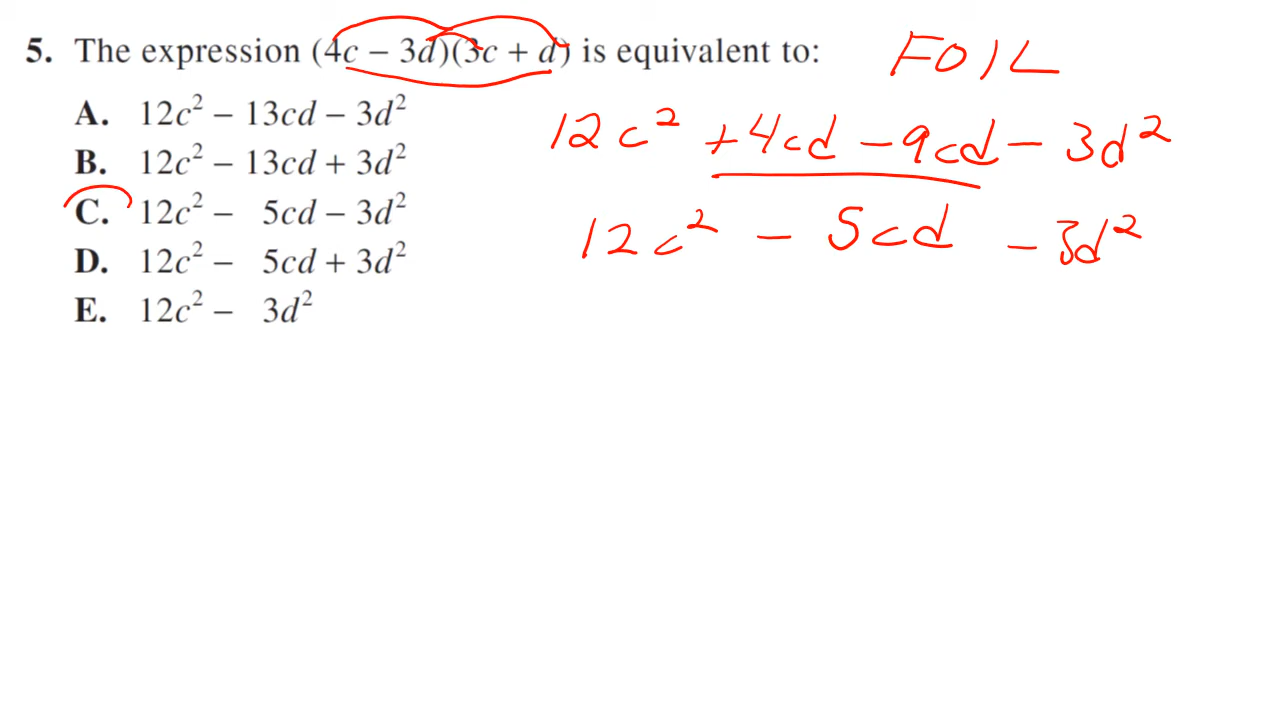 5. The expression (4c − 3d)(3c + d) is equivalent to:
FOIL
A. 12c² − 13cd − 3d²
B. 12c² − 13cd + 3d²
C. 12c² − 5cd − 3d²
D. 12c² − 5cd + 3d²
E. 12c² − 3d²
12c² + 4cd − 9cd − 3d²
12c² − 5cd − 3d²